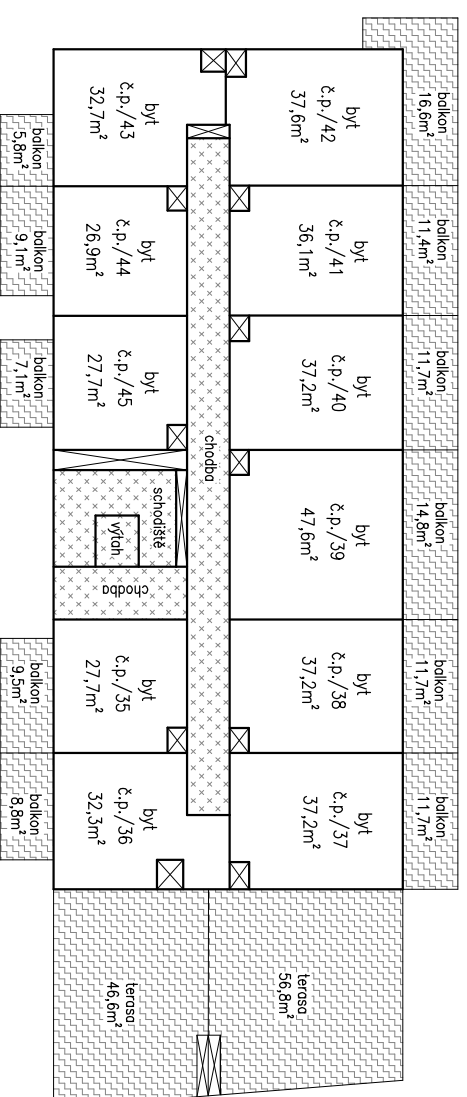 balkon
16,6m²
balkon
11,4m²
balkon
11,7m²
balkon
14,8m²
balkon
11,7m²
balkon
11,7m²
byt
č.p./42
37,6m²
byt
č.p./41
36,1m²
byt
č.p./40
37,2m²
byt
č.p./39
47,6m²
byt
č.p./38
37,2m²
byt
č.p./37
37,2m²
terasa
56,8m²
chodba
byt
č.p./43
32,7m²
byt
č.p./44
26,9m²
byt
č.p./45
27,7m²
schodiště
výtah
chodba
byt
č.p./35
27,7m²
byt
č.p./36
32,3m²
terasa
46,6m²
balkon
5,8m²
balkon
9,1m²
balkon
7,1m²
balkon
9,5m²
balkon
8,8m²